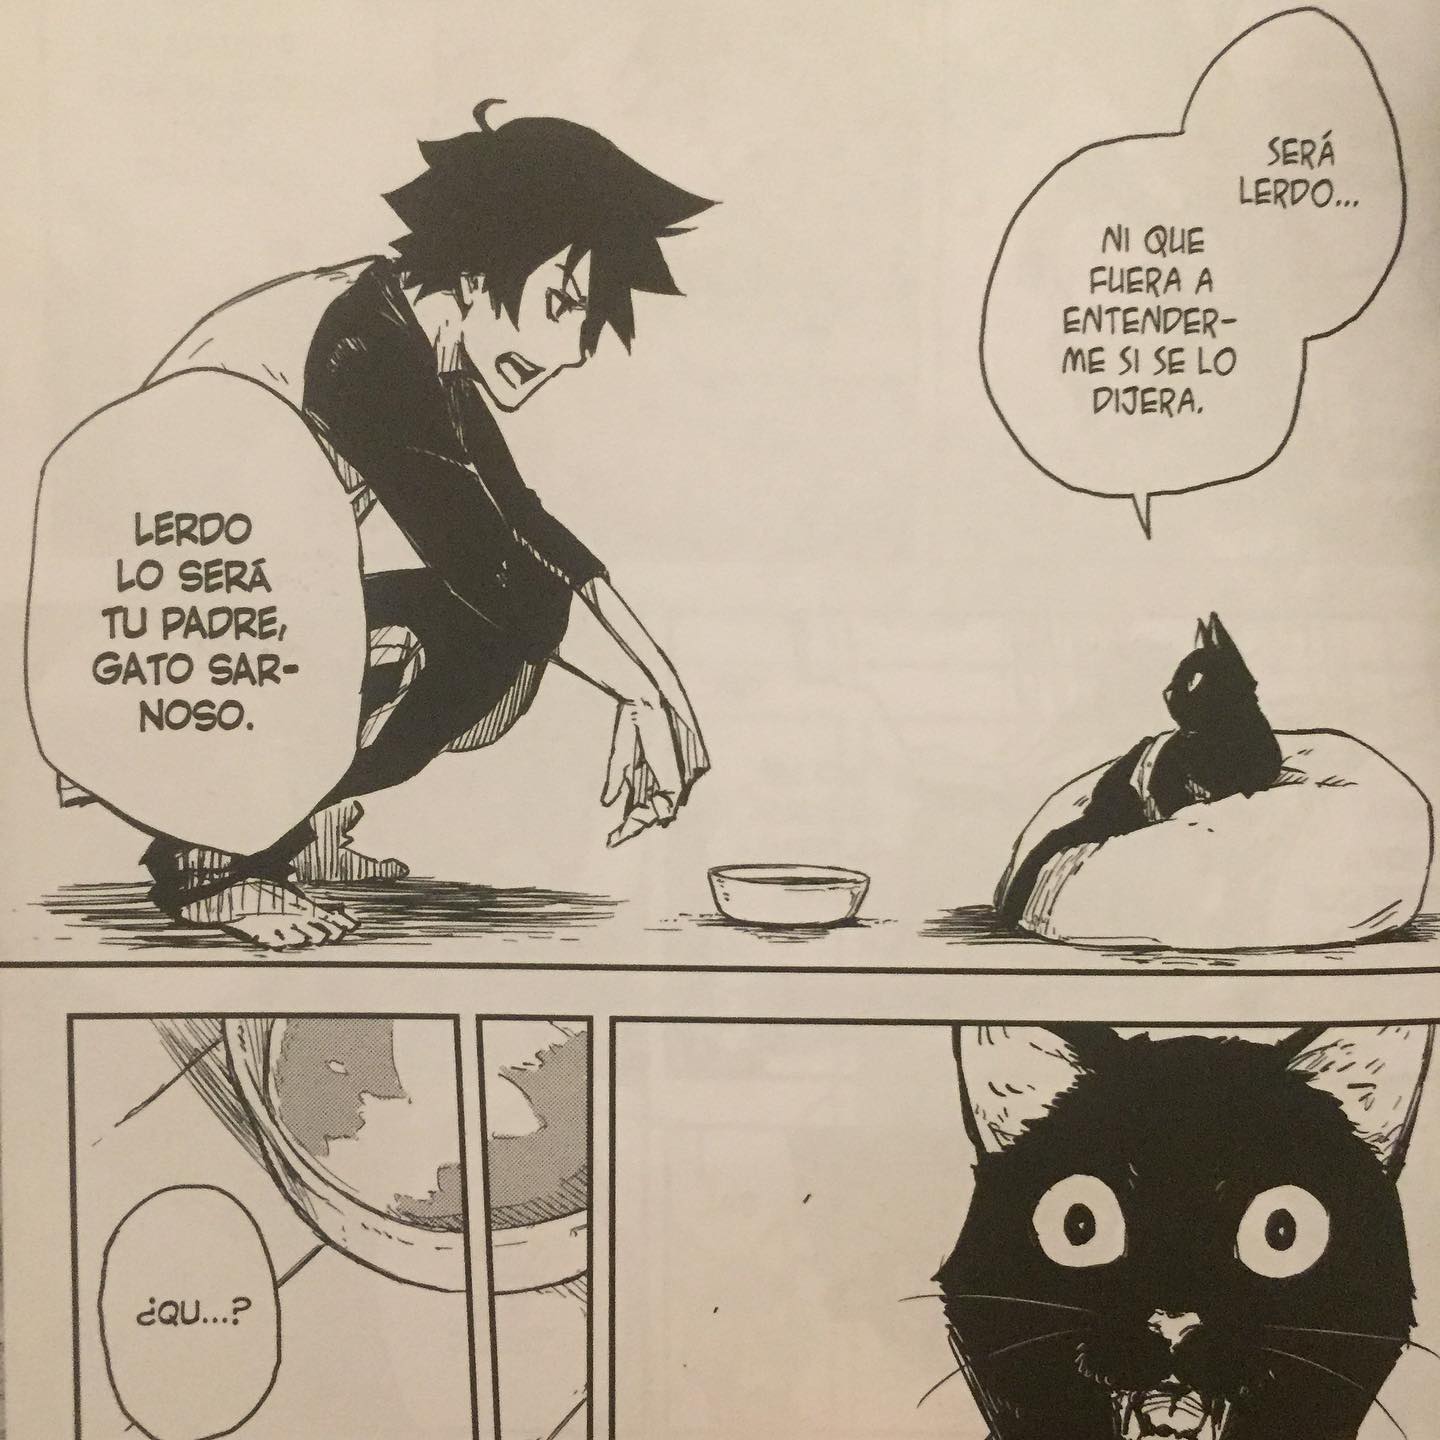 SERÁ
LERDO...
NI QUE
FUERA A
ENTENDER-
ME SI SE LO
DIJERA.
LERDO
LO SERÁ
TU PADRE,
GATO SAR-
NOSO.
¿QU...?